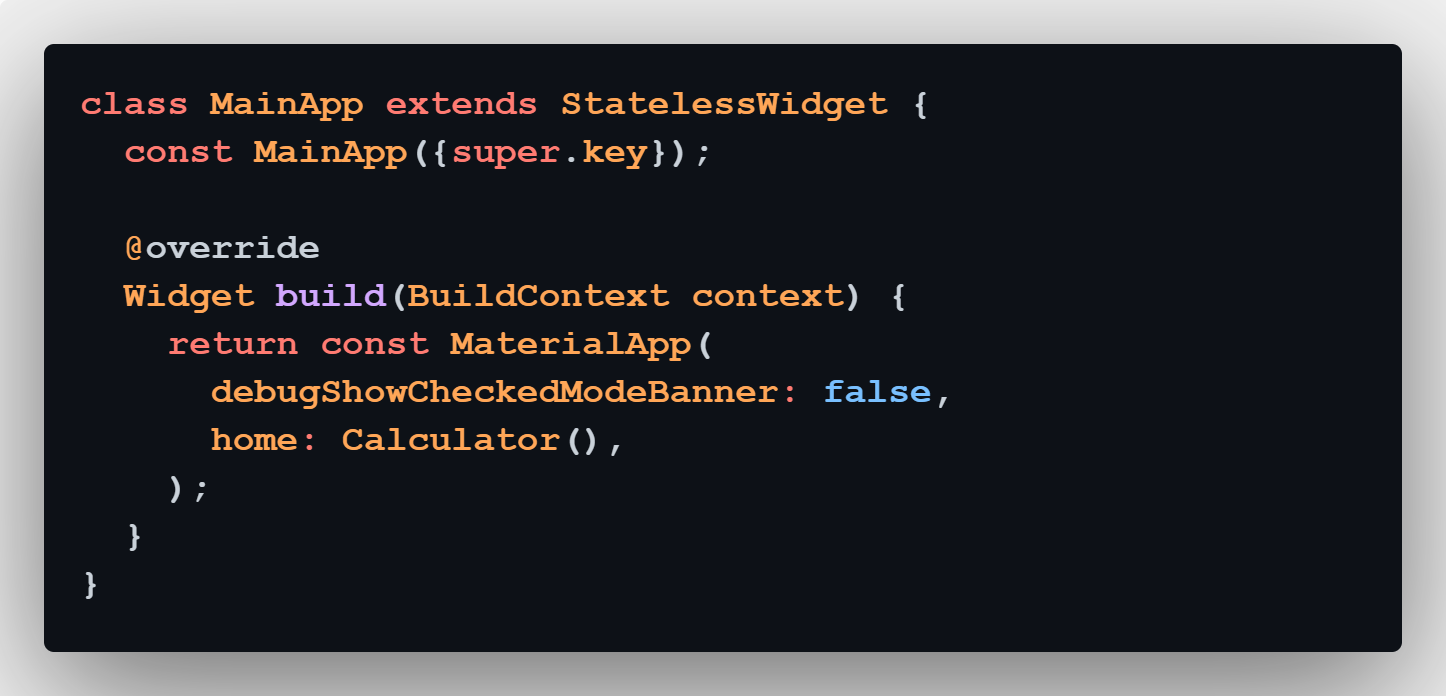 class MainApp extends StatelessWidget {
  const MainApp({super.key});

  @override
  Widget build(BuildContext context) {
    return const MaterialApp(
      debugShowCheckedModeBanner: false,
      home: Calculator(),
    );
  }
}